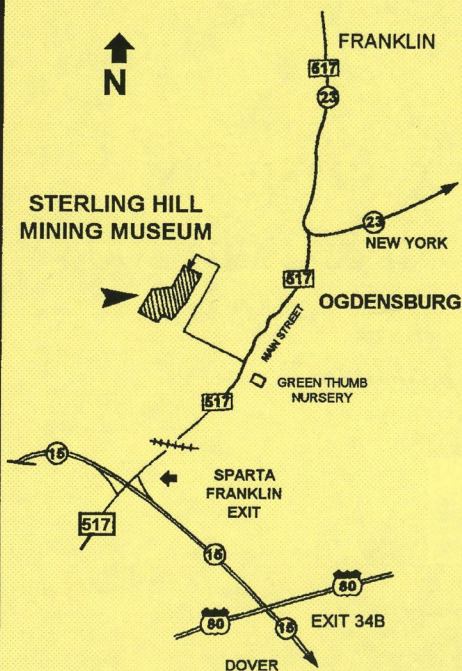 FRANKLIN
517
23
N
STERLING HILL
MINING MUSEUM
23
NEW YORK
517
OGDENSBURG
MAIN STREET
GREEN THUMB
NURSERY
517
15
SPARTA
FRANKLIN
EXIT
517
15
80
80
15
EXIT 34B
DOVER